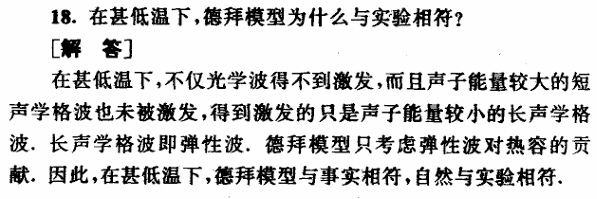 18. 在甚低温下,德拜模型为什么与实验相符?
[解 答]
在甚低温下,不仅光学波得不到激发,而且声子能量较大的短
声学格波也未被激发,得到激发的只是声子能量较小的长声学格
波. 长声学格波即弹性波. 德拜模型只考虑弹性波对热容的贡
献. 因此,在甚低温下,德拜模型与事实相符,自然与实验相符.